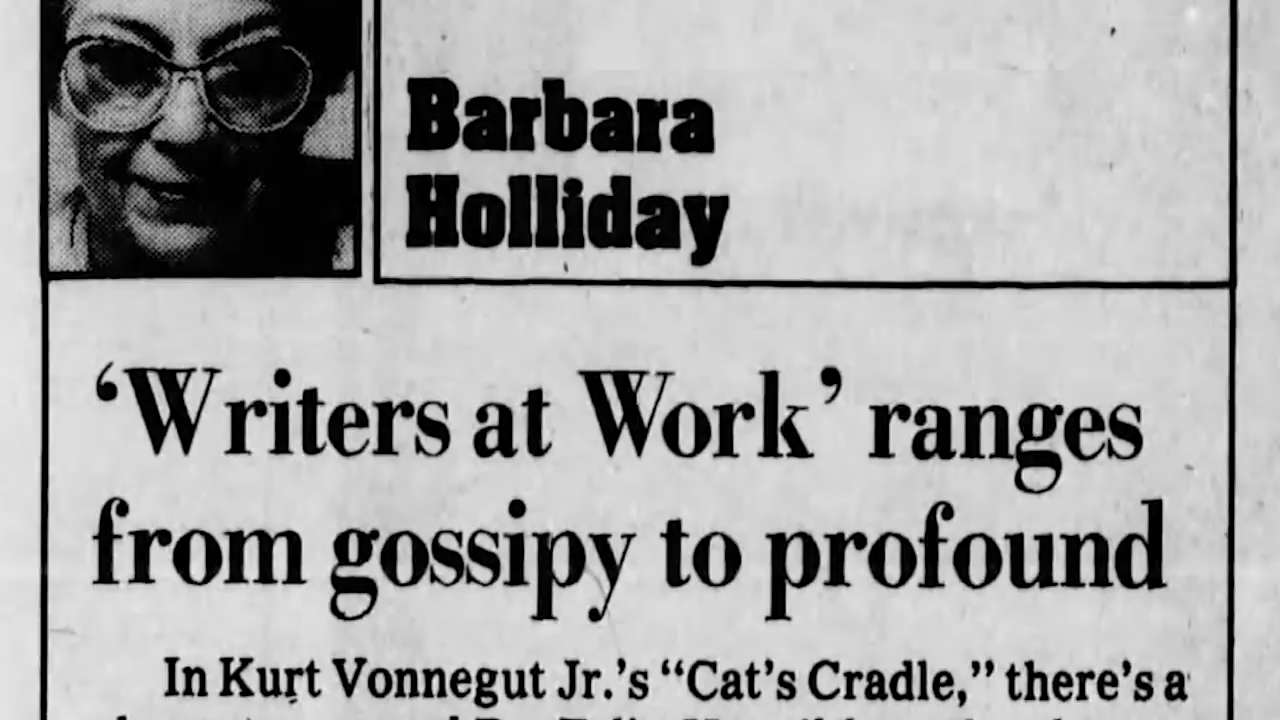 Barbara
Holliday
‘Writers at Work’ ranges
from gossipy to profound
In Kurt Vonnegut Jr.'s “Cat's Cradle,” there's a